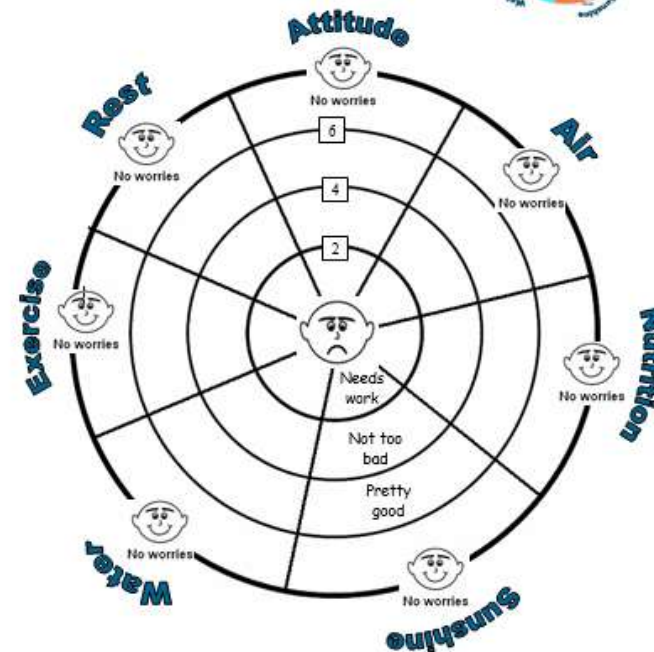 Attitude
No worries
Rest
No worries
Air
No worries
6
4
2
Exercise
No worries
Nutrition
No worries
Needs
work
Not too
bad
Pretty
good
Water
No worries
Sunshine
No worries